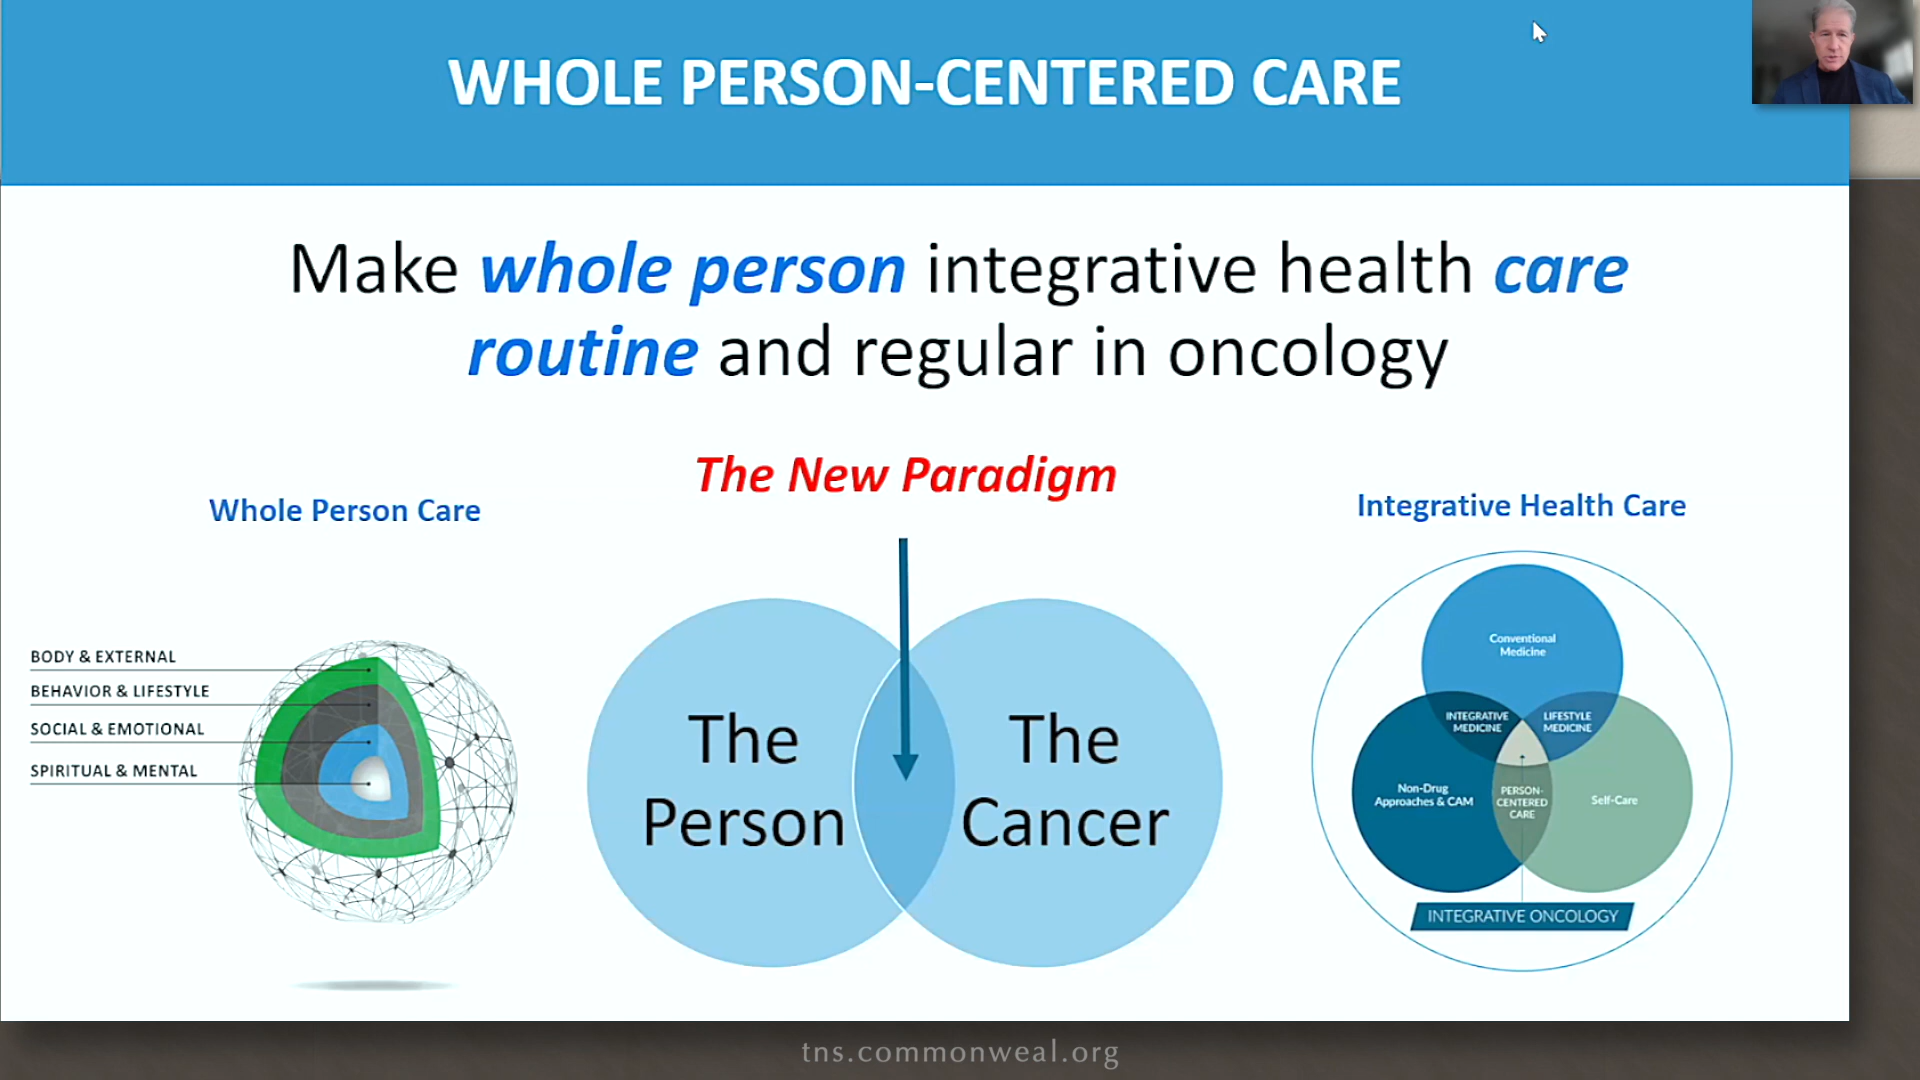 WHOLE PERSON-CENTERED CARE
Make whole person integrative health care
routine and regular in oncology
The New Paradigm
Whole Person Care
BODY & EXTERNAL
BEHAVIOR & LIFESTYLE
SOCIAL & EMOTIONAL
SPIRITUAL & MENTAL
The
Person
The
Cancer
Integrative Health Care
Conventional
Medicine
INTEGRATIVE
MEDICINE
LIFESTYLE
MEDICINE
Non-Drug
Approaches & CAM
PERSON-
CENTERED
CARE
Self-Care
INTEGRATIVE ONCOLOGY
tns.commonweal.org